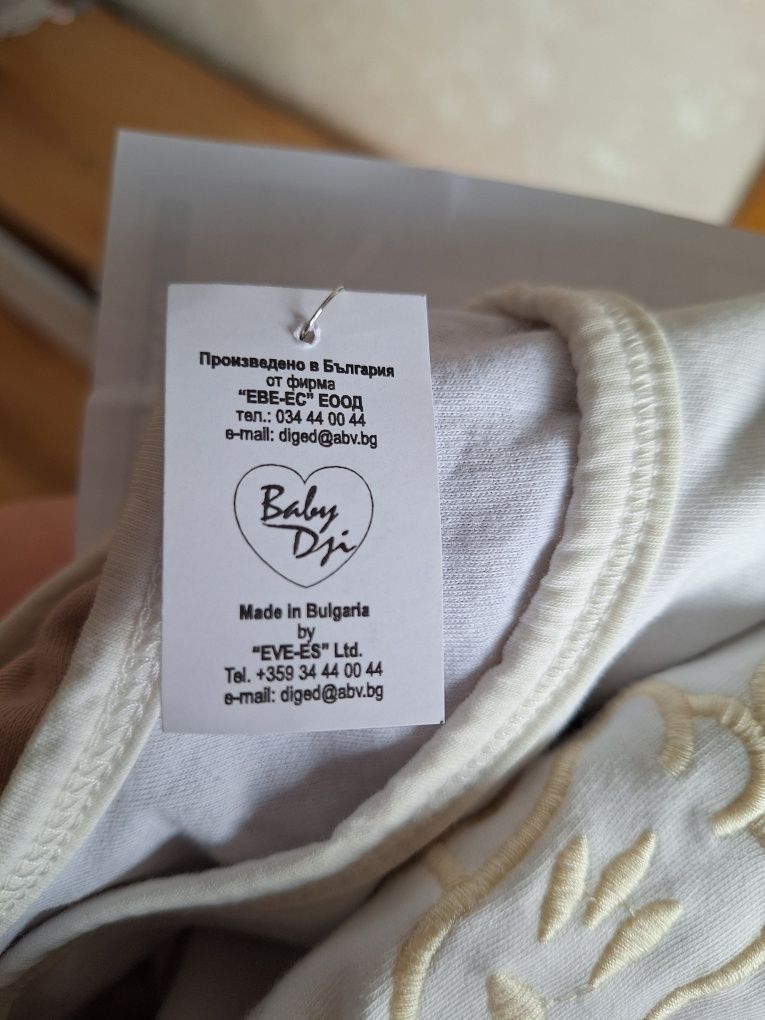 Произведено в България
от фирма
"ЕВЕ-ЕС" ЕООД
тел.: 034 44 00 44
e-mail: diged@abv.bg
Baby
Dji
Made in Bulgaria
by
"EVE-ES" Ltd.
Tel. +359 34 44 00 44
e-mail: diged@abv.bg